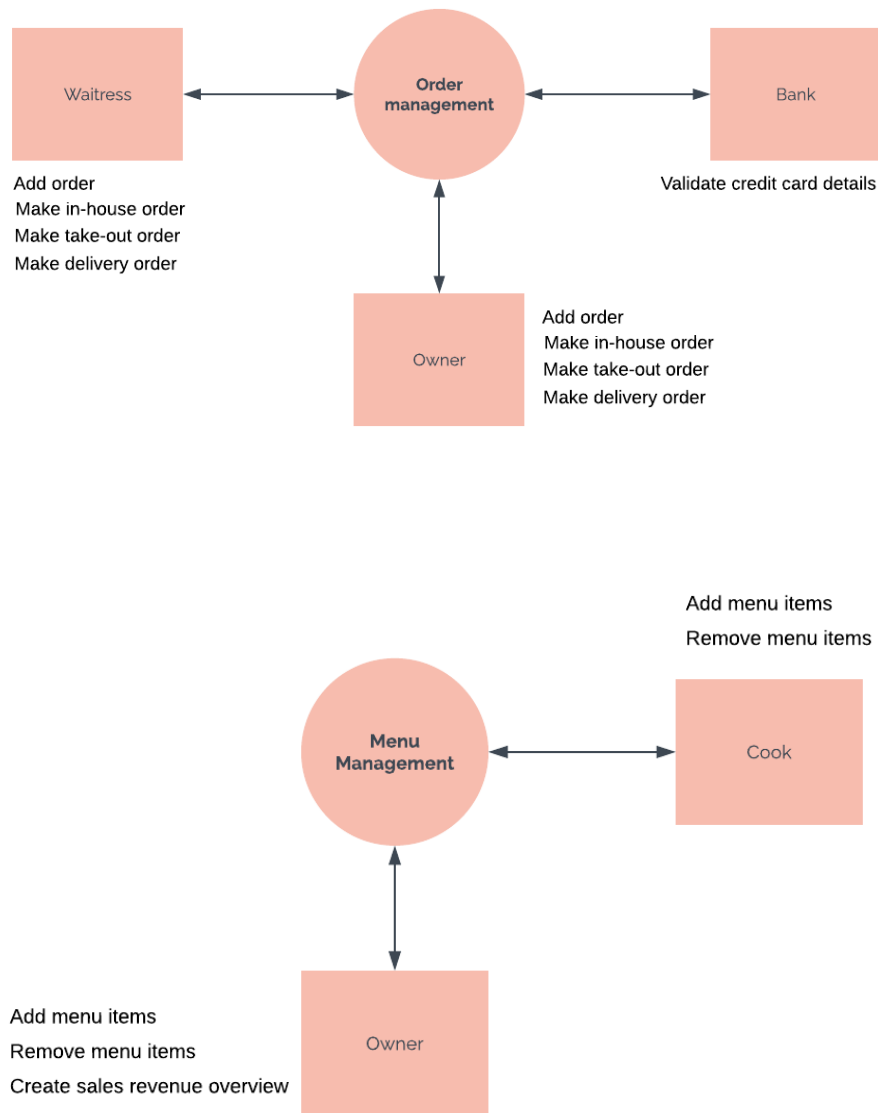 Waitress
Order
management
Bank
Add order
Make in-house order
Make take-out order
Make delivery order
Validate credit card details
Owner
Add order
Make in-house order
Make take-out order
Make delivery order
Add menu items
Remove menu items
Menu
Management
Cook
Owner
Add menu items
Remove menu items
Create sales revenue overview